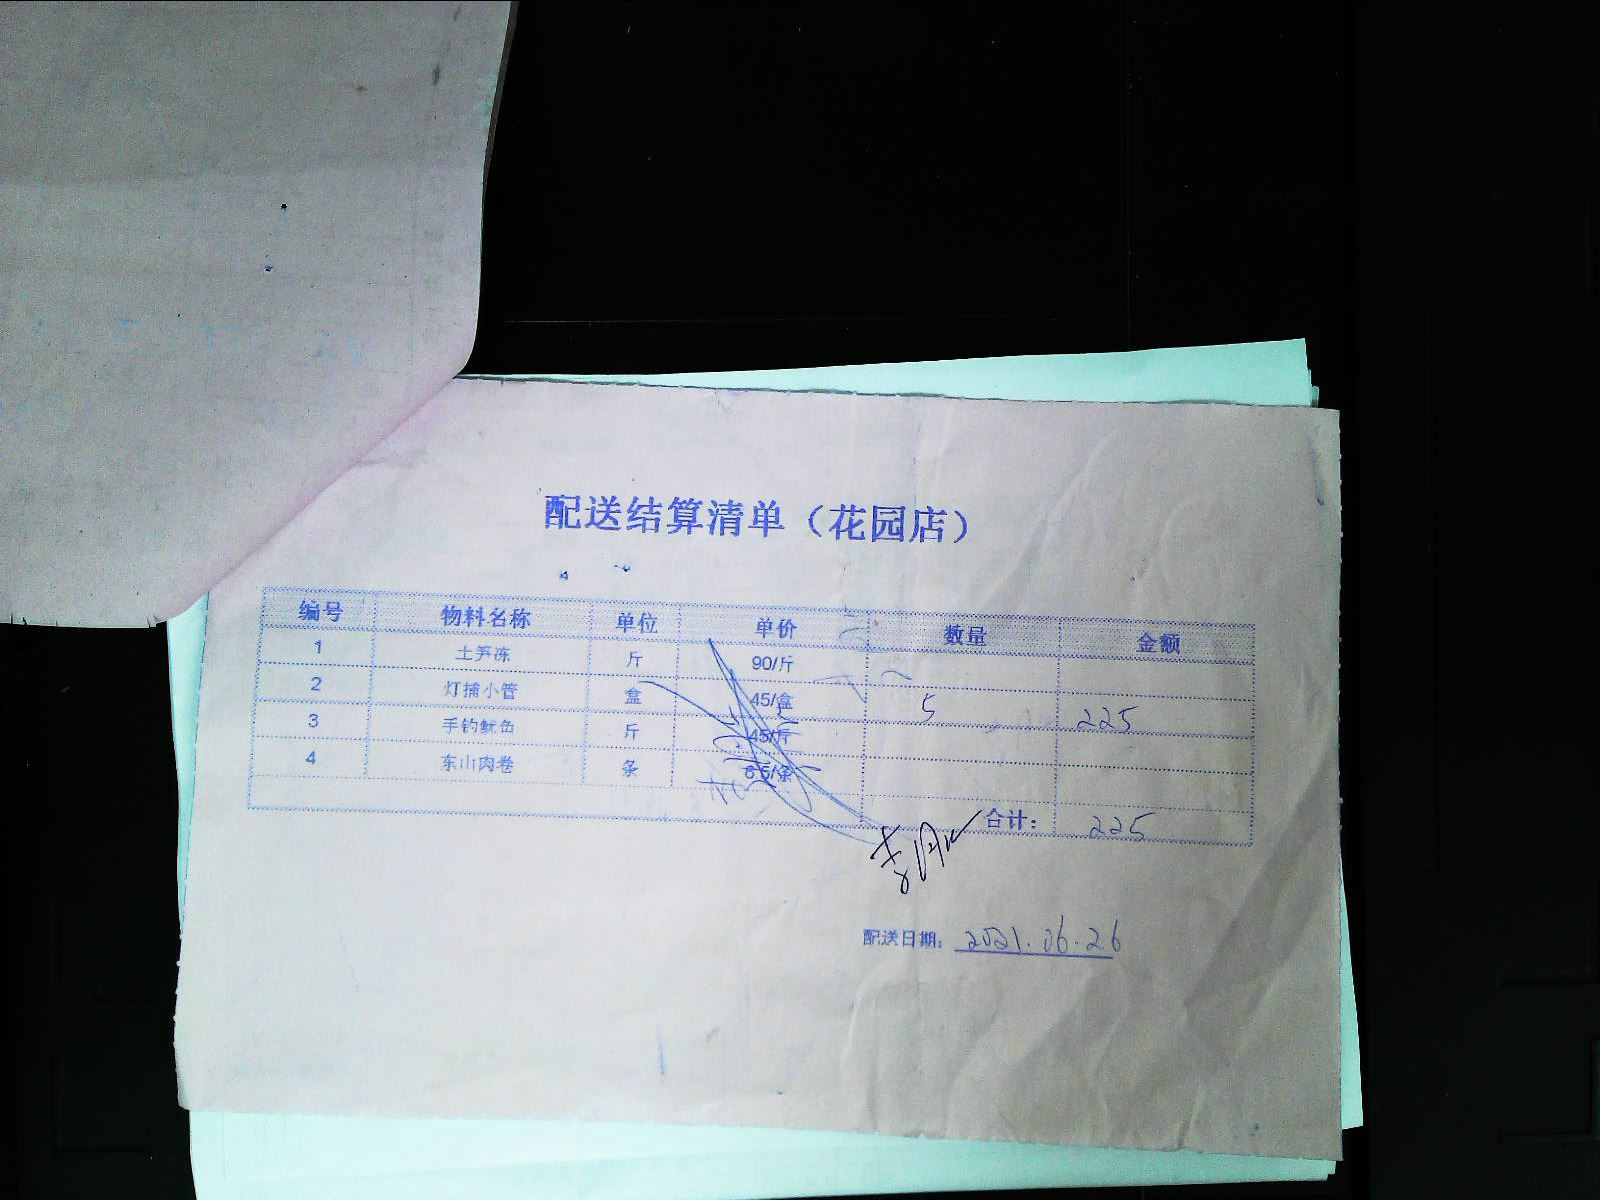 配送结算清单（花园店）
编号 物料名称 单位 单价 数量 金额
1 土笋冻 斤 90/斤
2 灯捕小管 盒 45/盒 5 225
3 手钓鱿鱼 斤 45/斤
4 东山肉卷 条 6.5/条
合计： 225
配送日期：2021.06.26